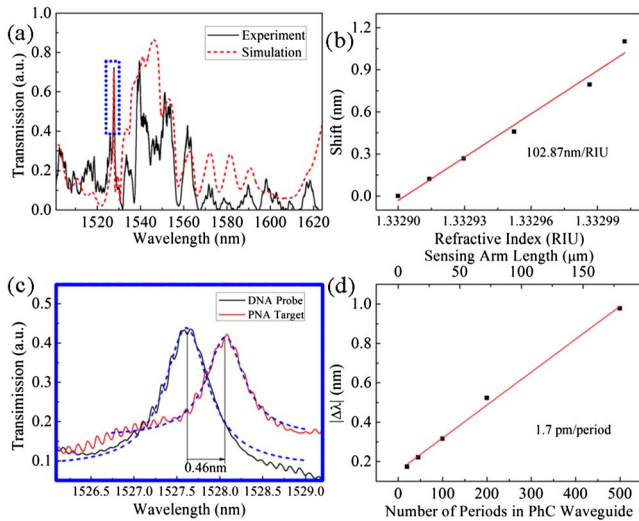 (a)
Experiment
Simulation
Transmission (a.u.)
1.0
0.8
0.6
0.4
0.2
0.0
1520 1540 1560 1580 1600 1620
Wavelength (nm)
(b)
Shift (nm)
1.2
0.9
0.6
0.3
0.0
102.87nm/RIU
1.33290 1.33293 1.33296 1.33299
Refractive Index (RIU)
(c)
DNA Probe
PNA Target
Transimission (a.u.)
0.5
0.4
0.3
0.2
0.1
0.46nm
1526.5 1527.0 1527.5 1528.0 1528.5 1529.0
Wavelength (nm)
Sensing Arm Length (μm)
0 50 100 150
(d)
|Δλ| (nm)
1.0
0.8
0.6
0.4
0.2
1.7 pm/period
0 100 200 300 400 500
Number of Periods in PhC Waveguide